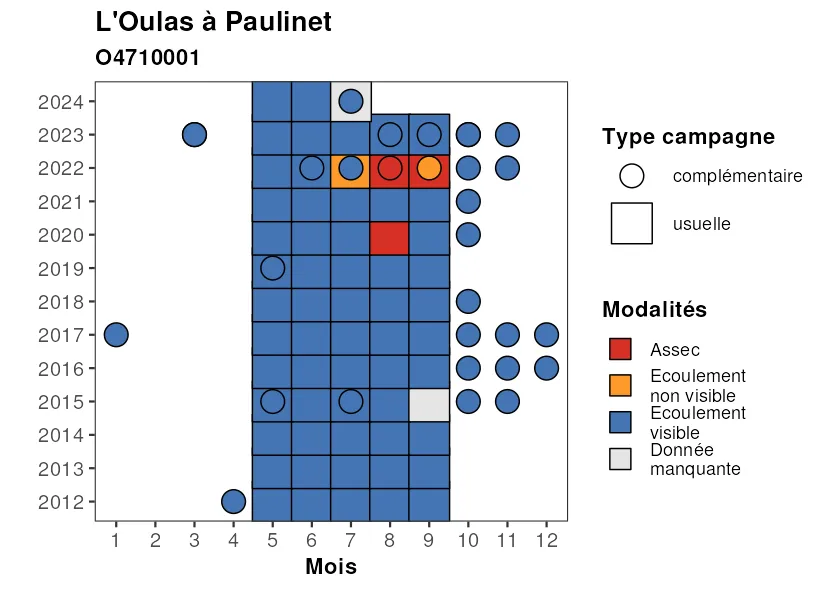 L'Oulas à Paulinet
O4710001
2024
2023
2022
2021
2020
2019
2018
2017
2016
2015
2014
2013
2012
1 2 3 4 5 6 7 8 9 10 11 12
Mois
Type campagne
complémentaire
usuelle
Modalités
Assec
Ecoulement
non visible
Ecoulement
visible
Donnée
manquante